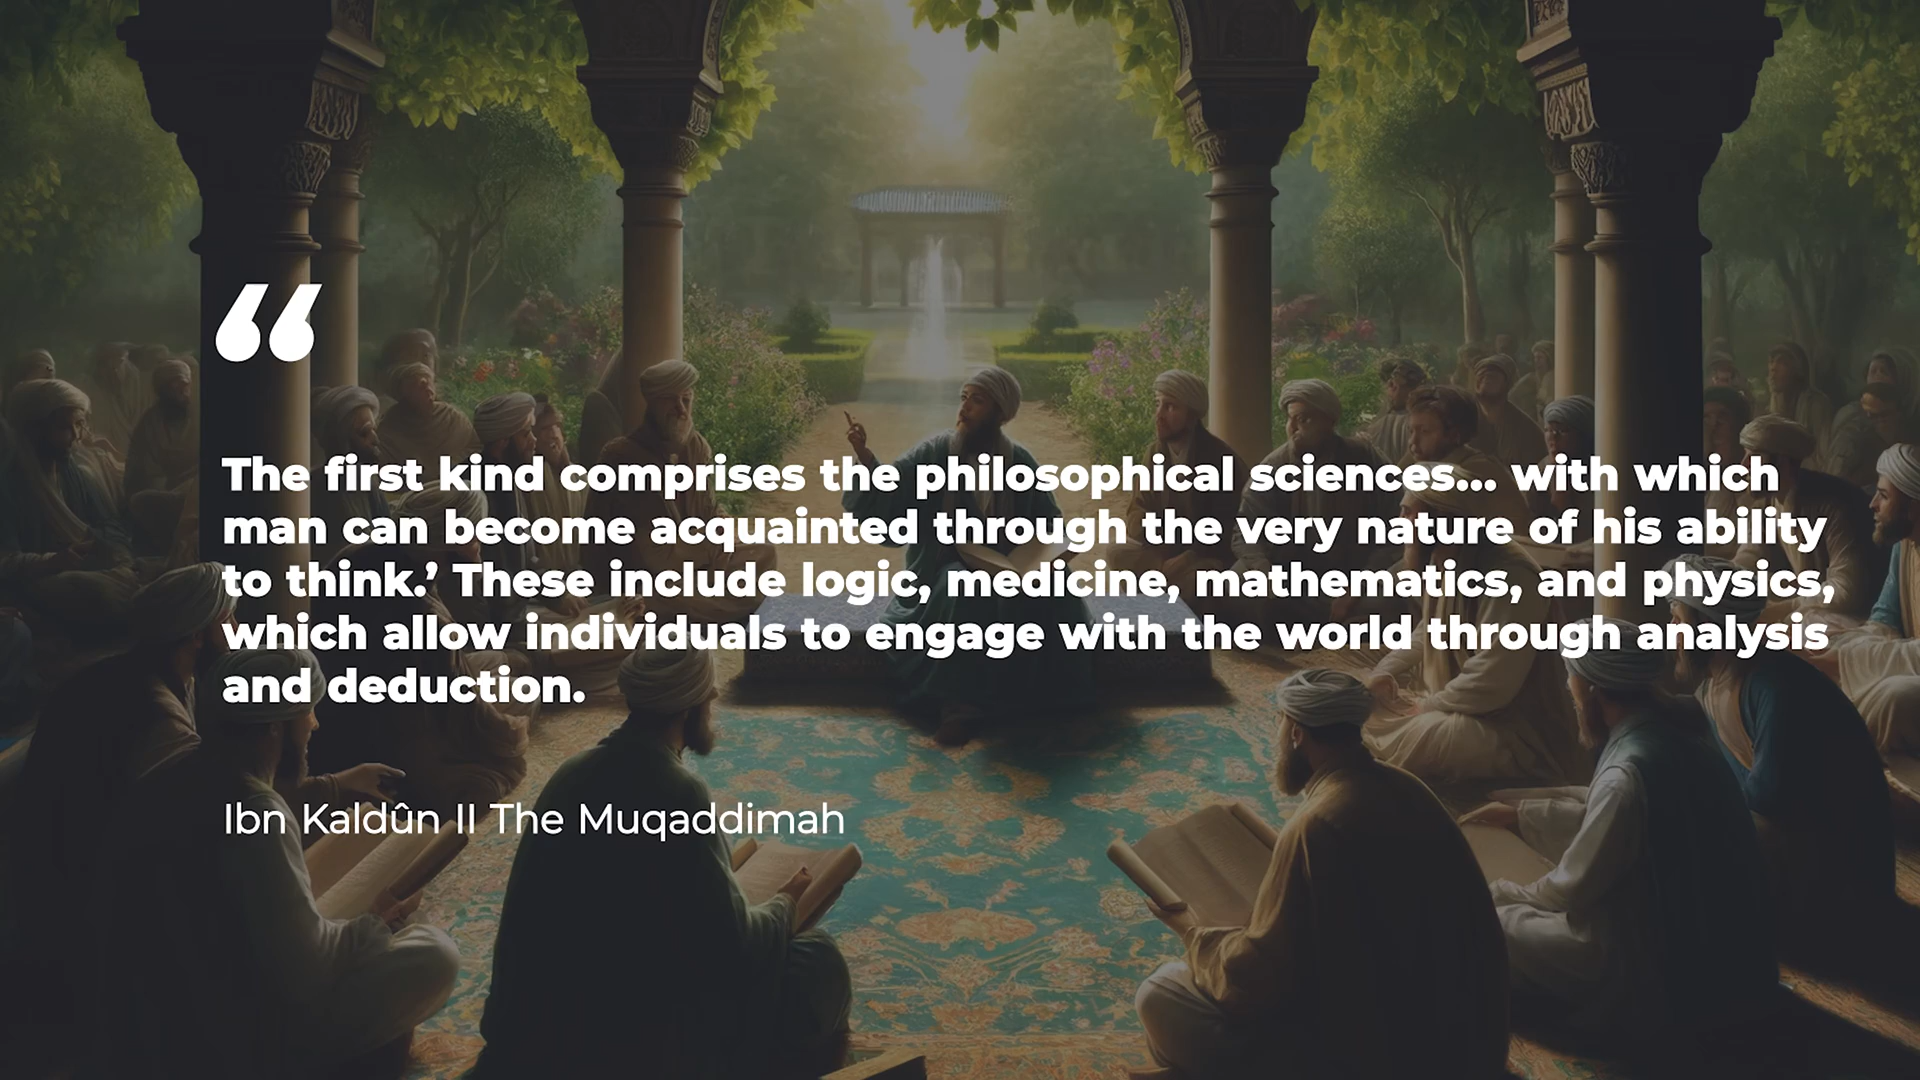 “
The first kind comprises the philosophical sciences... with which
man can become acquainted through the very nature of his ability
to think.’ These include logic, medicine, mathematics, and physics,
which allow individuals to engage with the world through analysis
and deduction.
Ibn Kaldûn II The Muqaddimah